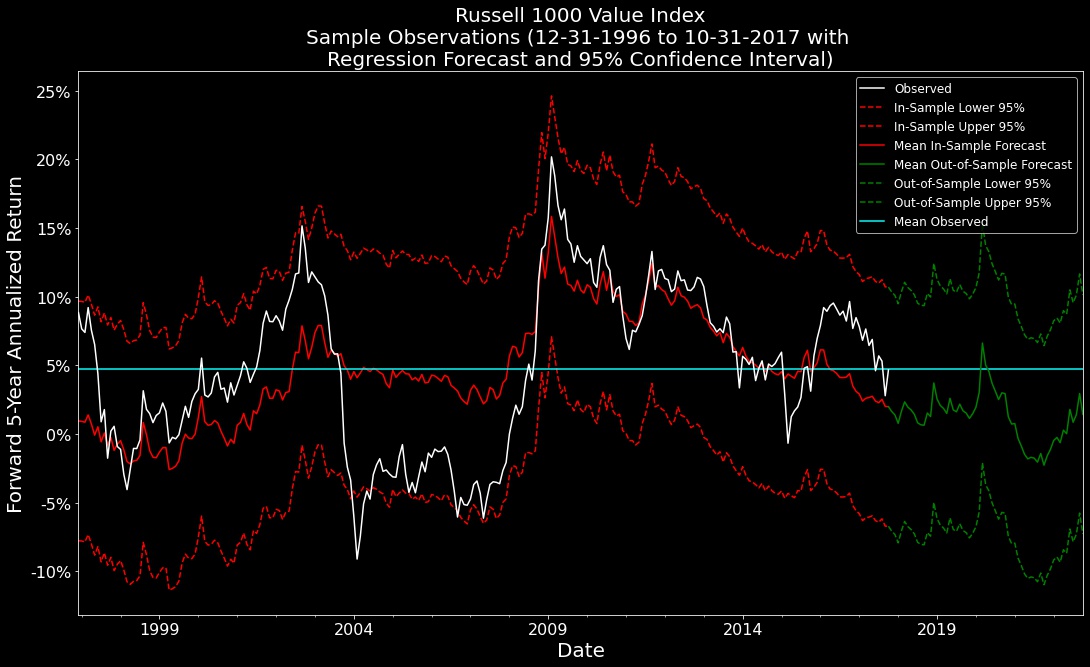 Russell 1000 Value Index
Sample Observations (12-31-1996 to 10-31-2017 with
Regression Forecast and 95% Confidence Interval)
Forward 5-Year Annualized Return
25%
20%
15%
10%
5%
0%
-5%
-10%
Observed
In-Sample Lower 95%
In-Sample Upper 95%
Mean In-Sample Forecast
Mean Out-of-Sample Forecast
Out-of-Sample Lower 95%
Out-of-Sample Upper 95%
Mean Observed
1999 2004 2009 2014 2019
Date